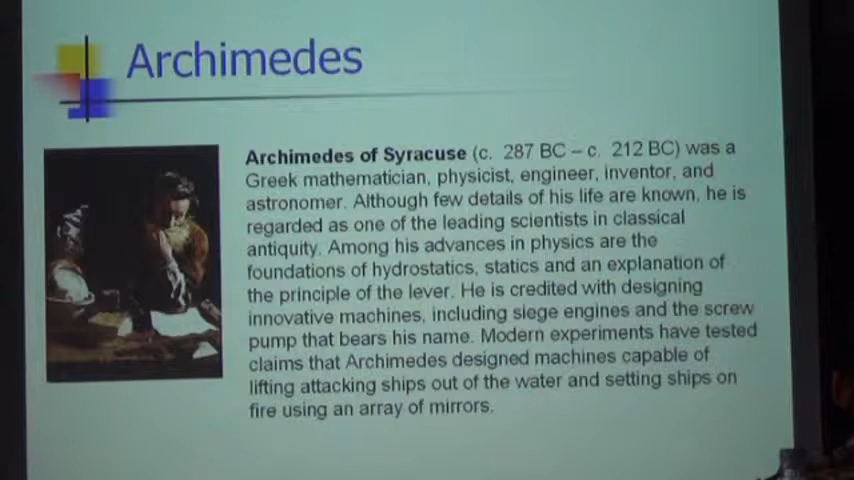 Archimedes
Archimedes of Syracuse (c. 287 BC – c. 212 BC) was a
Greek mathematician, physicist, engineer, inventor, and
astronomer. Although few details of his life are known, he is
regarded as one of the leading scientists in classical
antiquity. Among his advances in physics are the
foundations of hydrostatics, statics and an explanation of
the principle of the lever. He is credited with designing
innovative machines, including siege engines and the screw
pump that bears his name. Modern experiments have tested
claims that Archimedes designed machines capable of
lifting attacking ships out of the water and setting ships on
fire using an array of mirrors.